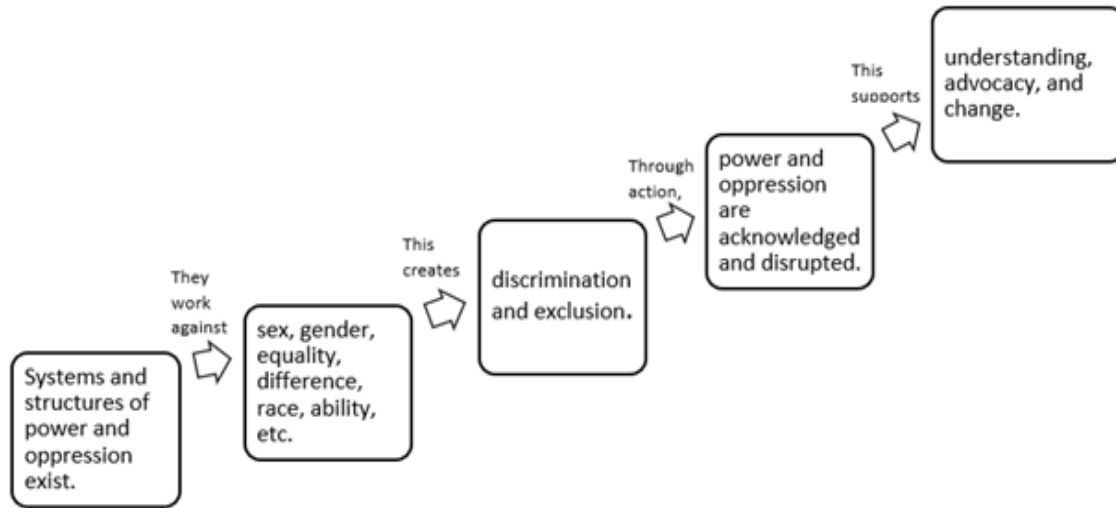 Systems and
structures of
power and
oppression
exist.
They
work
against
sex, gender,
equality,
difference,
race, ability,
etc.
This
creates
discrimination
and exclusion.
Through
action,
power and
oppression
are
acknowledged
and disrupted.
This
supports
understanding,
advocacy, and
change.